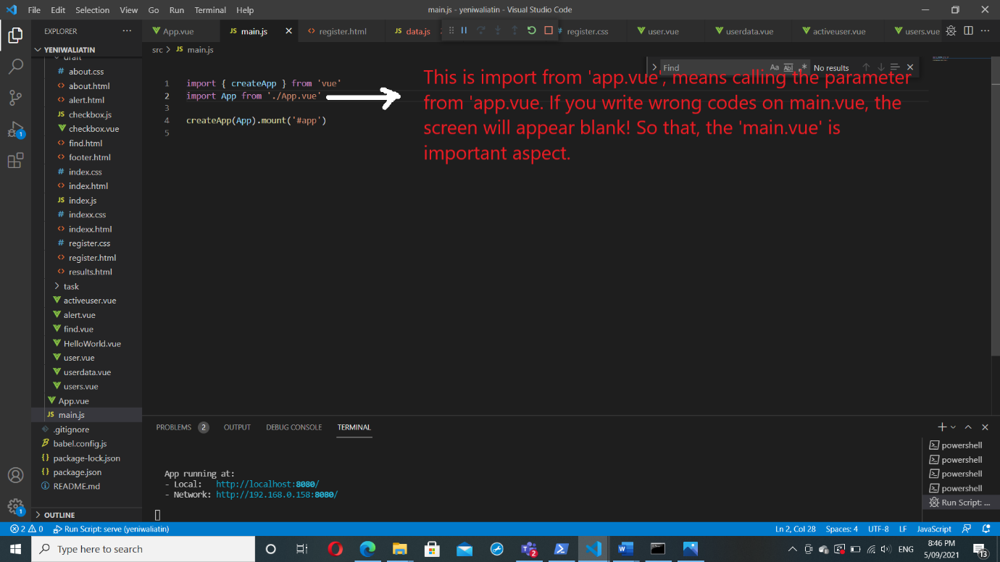 File Edit Selection View Go Run Terminal Help
main.js - yeniwaliatin - Visual Studio Code
EXPLORER
App.vue main.js register.html data.js register.css user.vue userdata.vue activeuser.vue users.vue
YENIWALIATIN
src > main.js
draft
about.css
about.html
alert.html
checkbox.js
checkbox.vue
find.html
footer.html
index.css
index.html
index.js
indexx.css
indexx.html
register.css
register.html
results.html
task
activeuser.vue
alert.vue
find.vue
HelloWorld.vue
user.vue
userdata.vue
users.vue
App.vue
main.js
.gitignore
babel.config.js
package-lock.json
package.json
README.md
OUTLINE
Find Aa Ab .* No results
1 import { createApp } from 'vue'
2 import App from './App.vue'
3
4 createApp(App).mount('#app')
5
This is import from 'app.vue', means calling the parameter
from 'app.vue. If you write wrong codes on main.vue, the
screen will appear blank! So that, the 'main.vue' is
important aspect.
PROBLEMS 2 OUTPUT DEBUG CONSOLE TERMINAL
App running at:
- Local: http://localhost:8080/
- Network: http://192.168.0.158:8080/
powershell
powershell
powershell
powershell
Run Script: ...
1
1
2 0 Run Script: serve (yeniwaliatin)
Ln 2, Col 28 Spaces: 4 UTF-8 LF JavaScript
Type here to search
2
ENG
8:46 PM
5/09/2021
13